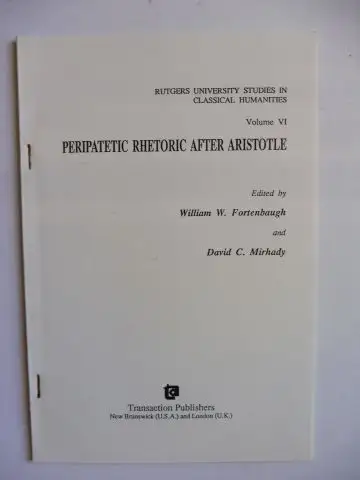 RUTGERS UNIVERSITY STUDIES IN
CLASSICAL HUMANITIES
Volume VI
PERIPATETIC RHETORIC AFTER ARISTOTLE
Edited by
William W. Fortenbaugh
and
David C. Mirhady
Transaction Publishers
New Brunswick (U.S.A.) and London (U.K.)